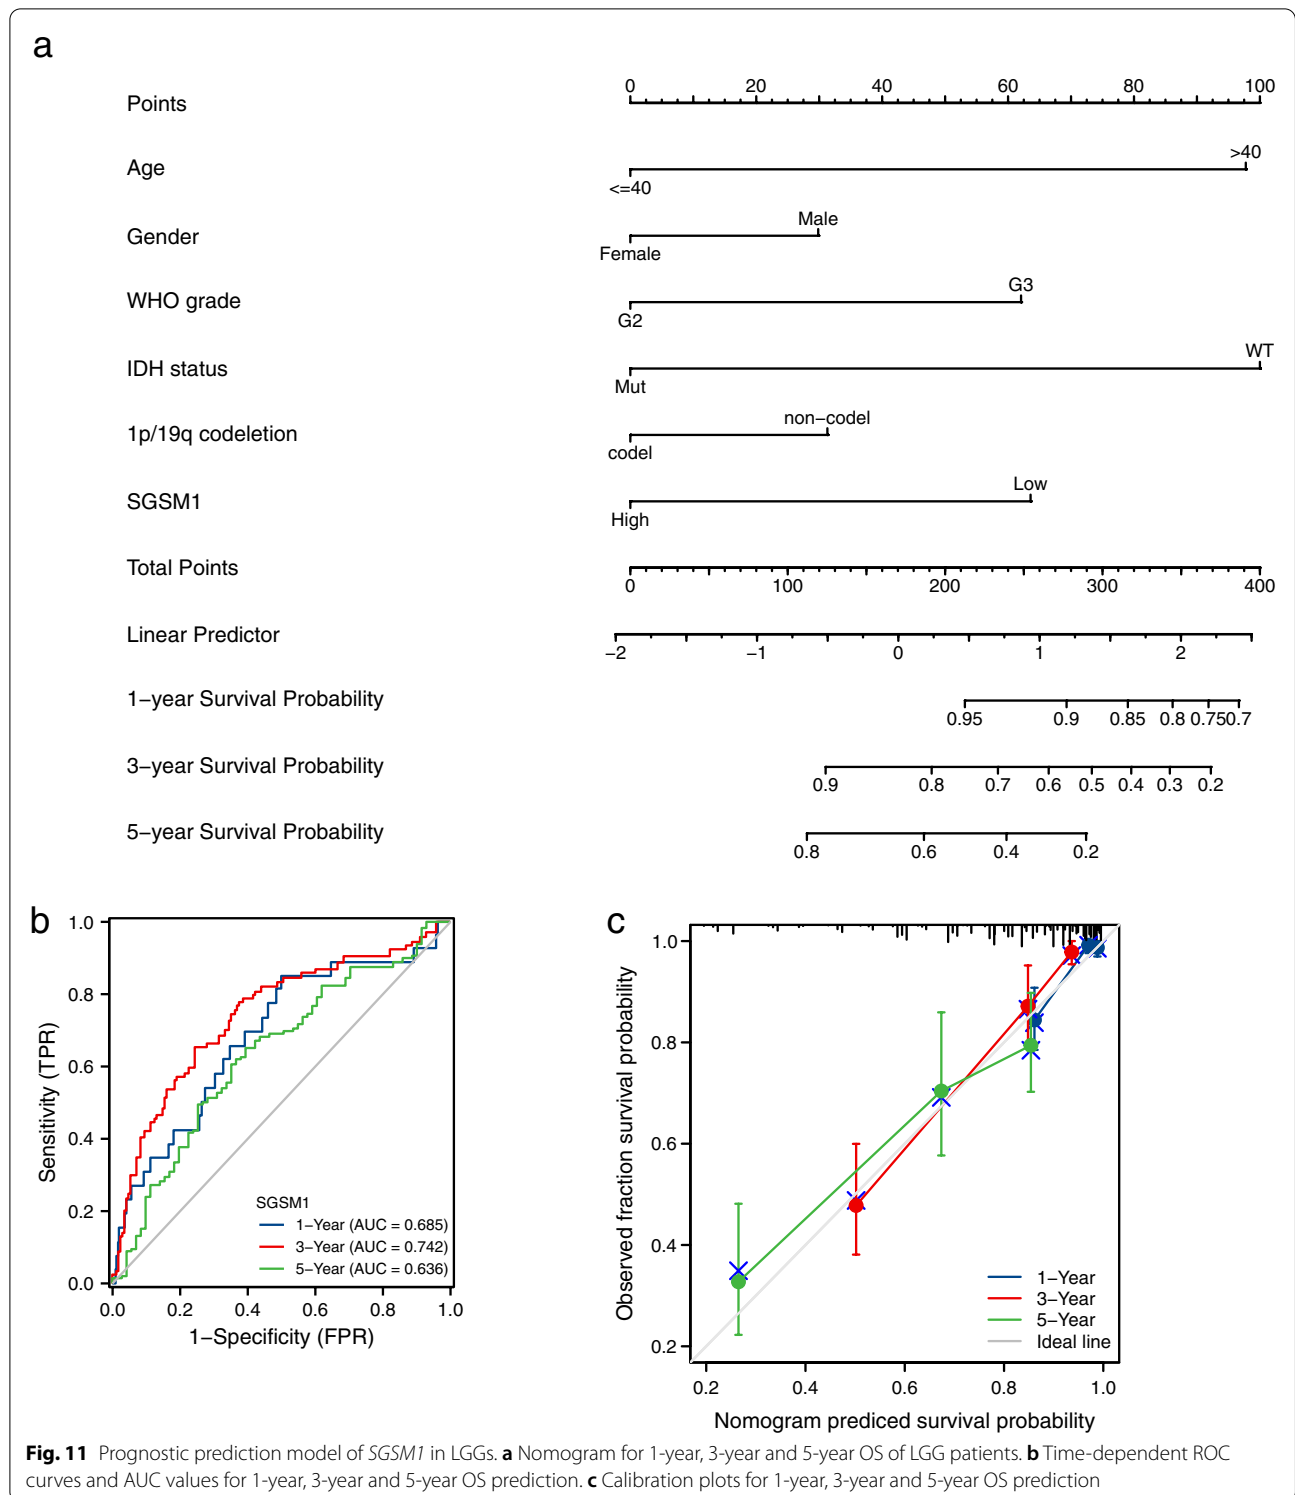 a
Points
0 20 40 60 80 100
Age
<=40 >40
Gender
Female Male
WHO grade
G2 G3
IDH status
Mut WT
1p/19q codeletion
codel non−codel
SGSM1
High Low
Total Points
0 100 200 300 400
Linear Predictor
−2 −1 0 1 2
1−year Survival Probability
0.95 0.9 0.85 0.8 0.75 0.7
3−year Survival Probability
0.9 0.8 0.7 0.6 0.5 0.4 0.3 0.2
5−year Survival Probability
0.8 0.6 0.4 0.2
b
Sensitivity (TPR)
1.0
0.8
0.6
0.4
0.2
0.0
SGSM1
1−Year (AUC = 0.685)
3−Year (AUC = 0.742)
5−Year (AUC = 0.636)
0.0 0.2 0.4 0.6 0.8 1.0
1−Specificity (FPR)
c
Observed fraction survival probability
1.0
0.8
0.6
0.4
0.2
1−Year
3−Year
5−Year
Ideal line
0.2 0.4 0.6 0.8 1.0
Nomogram prediced survival probability
Fig. 11 Prognostic prediction model of SGSM1 in LGGs. a Nomogram for 1-year, 3-year and 5-year OS of LGG patients. b Time-dependent ROC
curves and AUC values for 1-year, 3-year and 5-year OS prediction. c Calibration plots for 1-year, 3-year and 5-year OS prediction